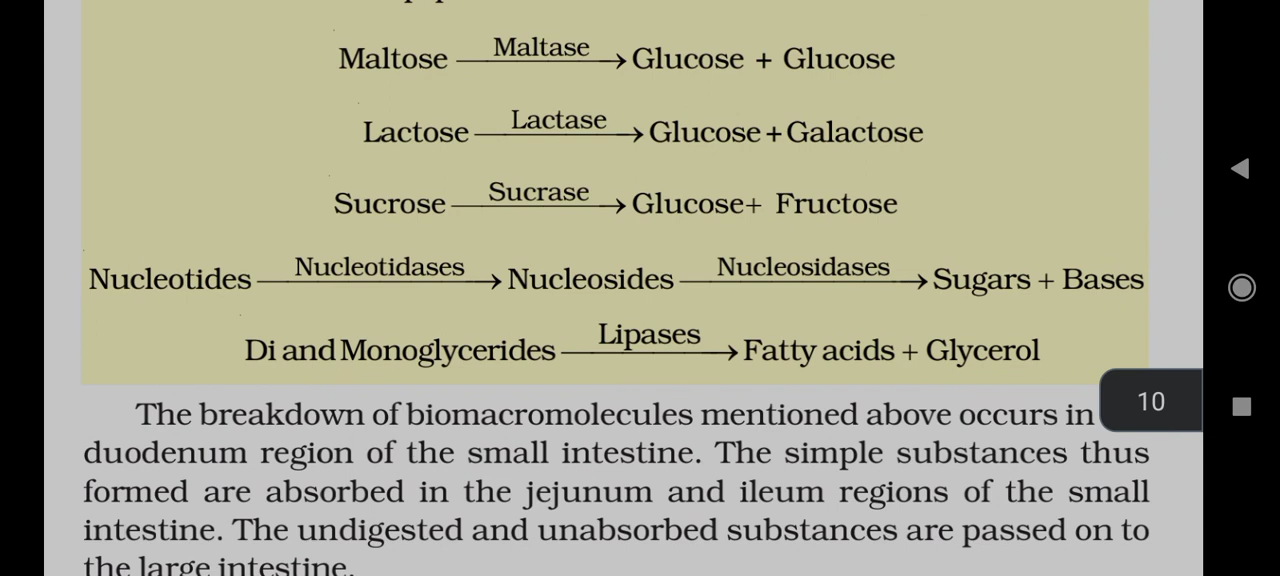 Maltose Maltase → Glucose + Glucose
Lactose Lactase → Glucose + Galactose
Sucrose Sucrase → Glucose + Fructose
Nucleotides Nucleotidases → Nucleosides Nucleosidases → Sugars + Bases
Di and Monoglycerides Lipases → Fatty acids + Glycerol
10
The breakdown of biomacromolecules mentioned above occurs in
duodenum region of the small intestine. The simple substances thus
formed are absorbed in the jejunum and ileum regions of the small
intestine. The undigested and unabsorbed substances are passed on to
the large intestine.